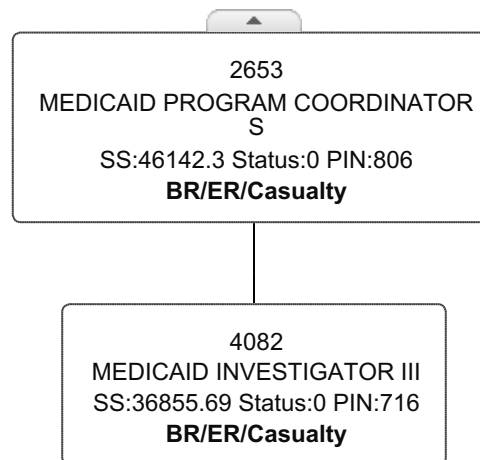 2653
MEDICAID PROGRAM COORDINATOR
S
SS:46142.3 Status:0 PIN:806
BR/ER/Casualty
4082
MEDICAID INVESTIGATOR III
SS:36855.69 Status:0 PIN:716
BR/ER/Casualty